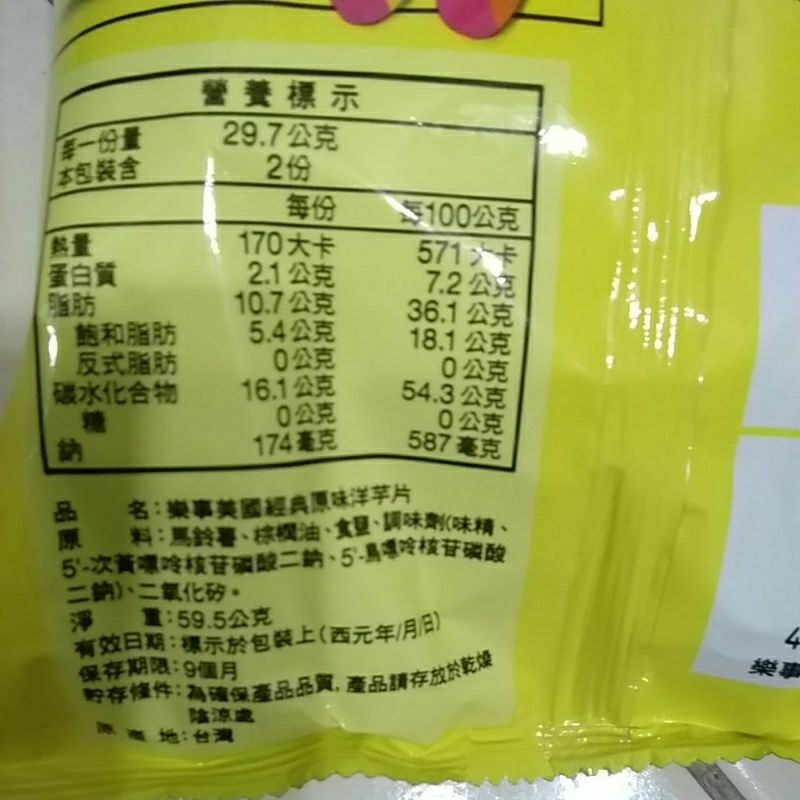 營養標示
每一份量 29.7公克
本包裝含 2份
每份 每100公克
熱量 170大卡 571大卡
蛋白質 2.1公克 7.2公克
脂肪 10.7公克 36.1公克
飽和脂肪 5.4公克 18.1公克
反式脂肪 0公克 0公克
碳水化合物 16.1公克 54.3公克
糖 0公克 0公克
鈉 174毫克 587毫克
品 名：樂事美國經典原味洋芋片
原 料：馬鈴薯、棕櫚油、食鹽、調味劑(味精、
5'-次黃嘌呤核苷磷酸二鈉、5'-鳥嘌呤核苷磷酸
二鈉)、二氧化矽。
淨 重：59.5公克
有效日期：標示於包裝上(西元年/月/日)
保存期限：9個月
貯存條件：為確保產品品質，產品請存放於乾燥
陰涼處
原產地：台灣
4
樂事